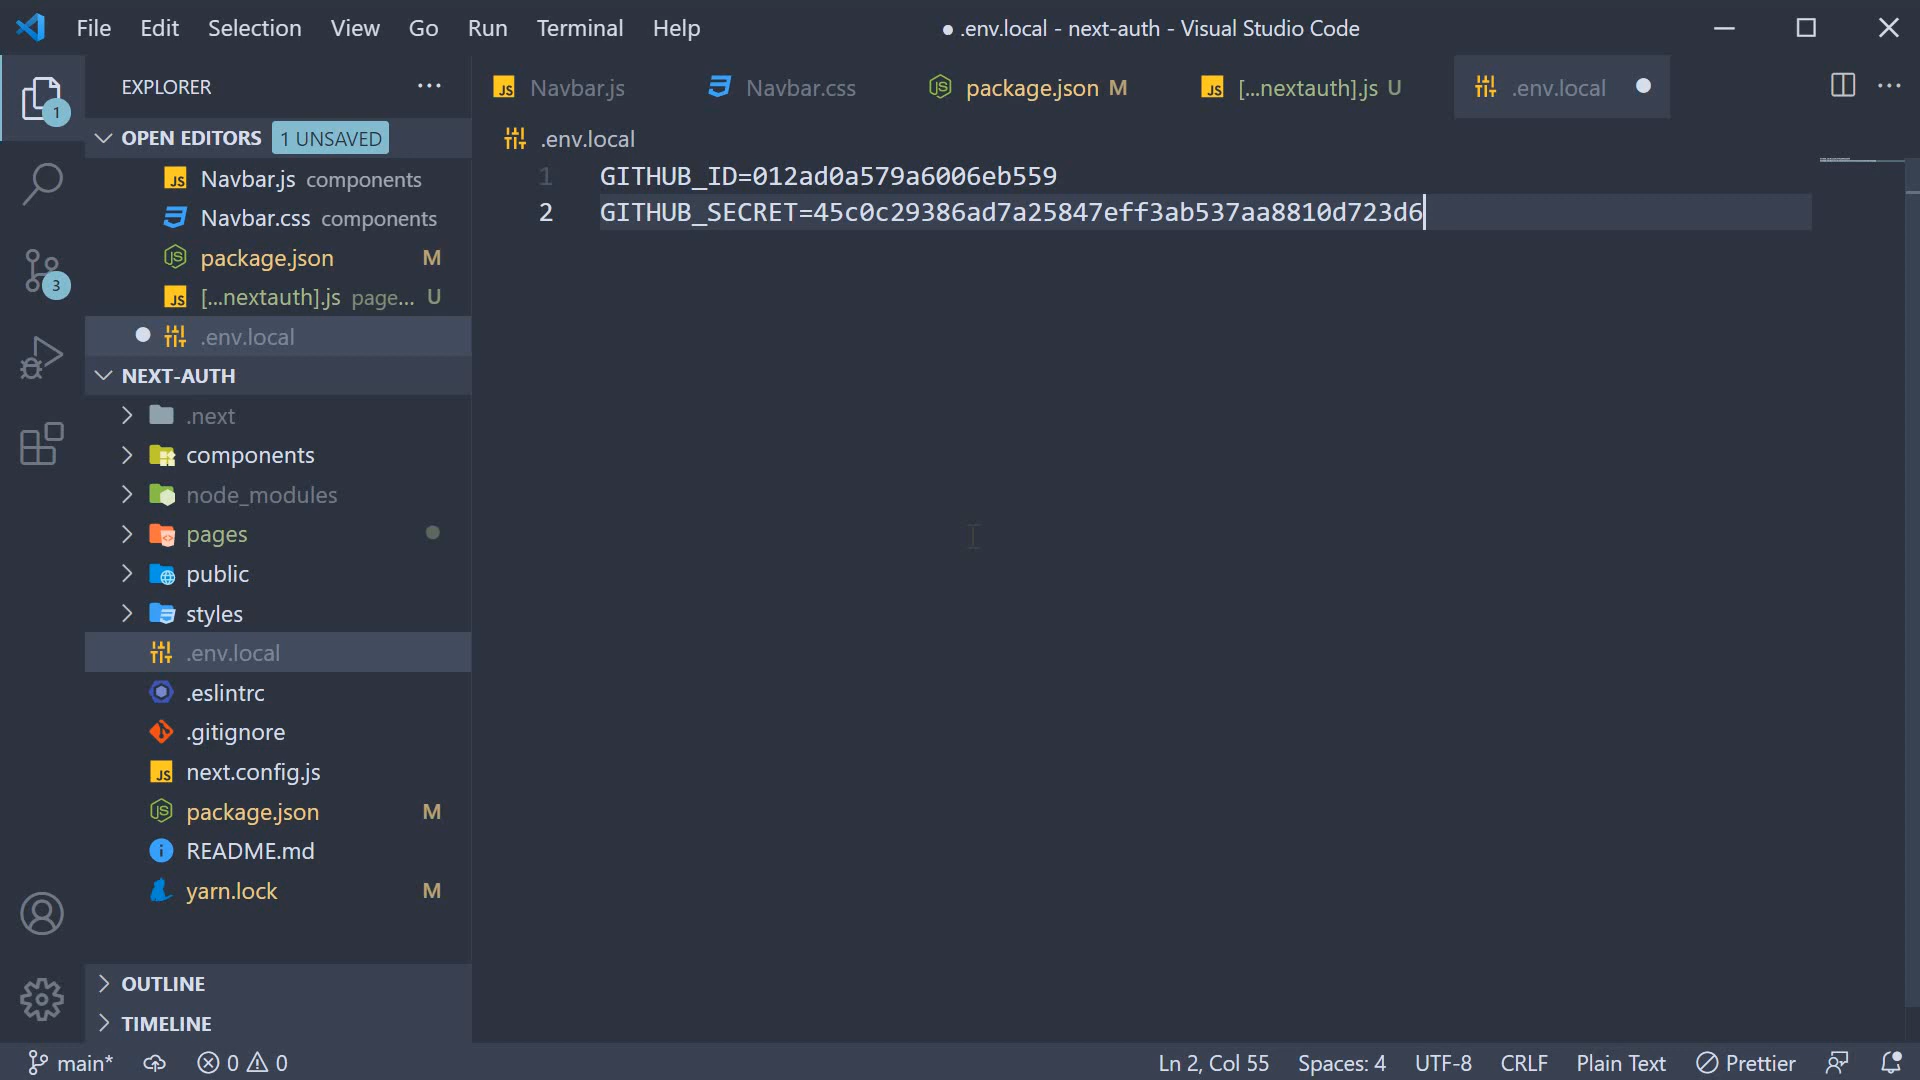 File Edit Selection View Go Run Terminal Help
● .env.local - next-auth - Visual Studio Code
EXPLORER
1
OPEN EDITORS 1 UNSAVED
Navbar.js components
Navbar.css components
package.json M
[...nextauth].js page... U
.env.local
3
NEXT-AUTH
.next
components
node_modules
pages
public
styles
.env.local
.eslintrc
.gitignore
next.config.js
package.json M
README.md
yarn.lock M
OUTLINE
TIMELINE
Navbar.js Navbar.css package.json M [...nextauth].js U .env.local
.env.local
1 GITHUB_ID=012ad0a579a6006eb559
2 GITHUB_SECRET=45c0c29386ad7a25847eff3ab537aa8810d723d6
main* 0 0 Ln 2, Col 55 Spaces: 4 UTF-8 CRLF Plain Text Prettier